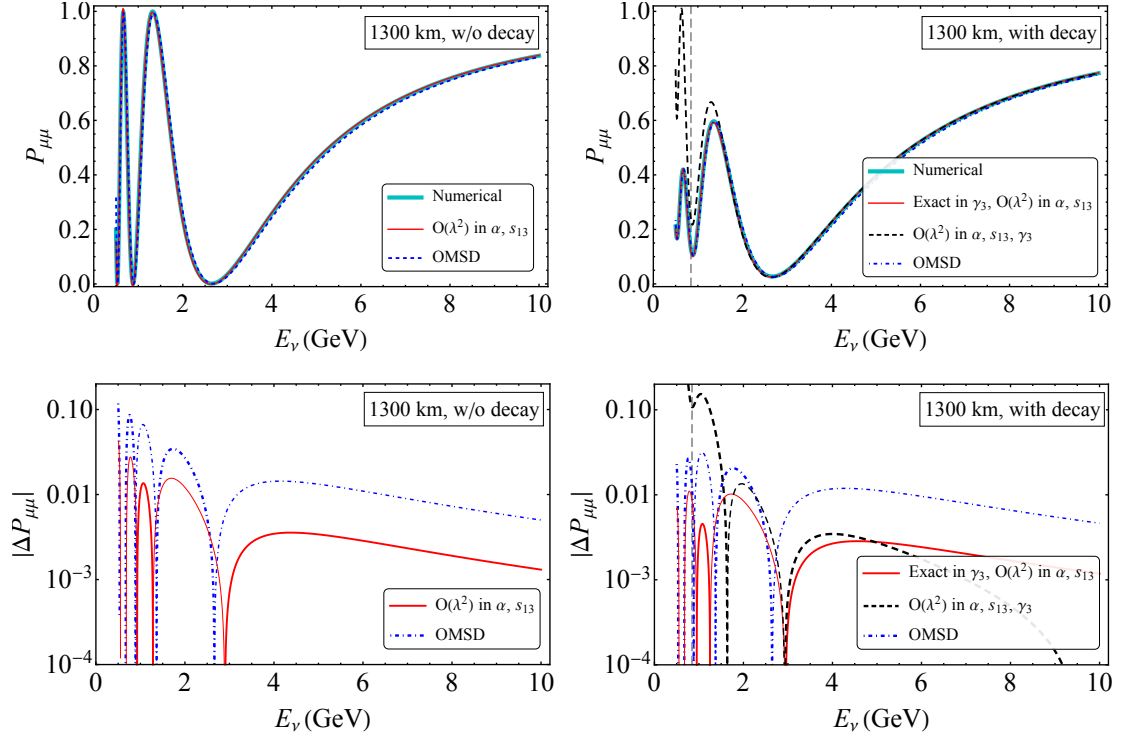 1300 km, w/o decay
P_μμ
1.0
0.8
0.6
0.4
0.2
0.0
Numerical
O(λ²) in α, s₁₃
OMSD
0 2 4 6 8 10
E_ν (GeV)
1300 km, with decay
P_μμ
1.0
0.8
0.6
0.4
0.2
0.0
Numerical
Exact in γ₃, O(λ²) in α, s₁₃
O(λ²) in α, s₁₃, γ₃
OMSD
0 2 4 6 8 10
E_ν (GeV)
1300 km, w/o decay
|ΔP_μμ|
0.10
0.01
10⁻³
10⁻⁴
O(λ²) in α, s₁₃
OMSD
0 2 4 6 8 10
E_ν (GeV)
1300 km, with decay
|ΔP_μμ|
0.10
0.01
10⁻³
10⁻⁴
Exact in γ₃, O(λ²) in α, s₁₃
O(λ²) in α, s₁₃, γ₃
OMSD
0 2 4 6 8 10
E_ν (GeV)